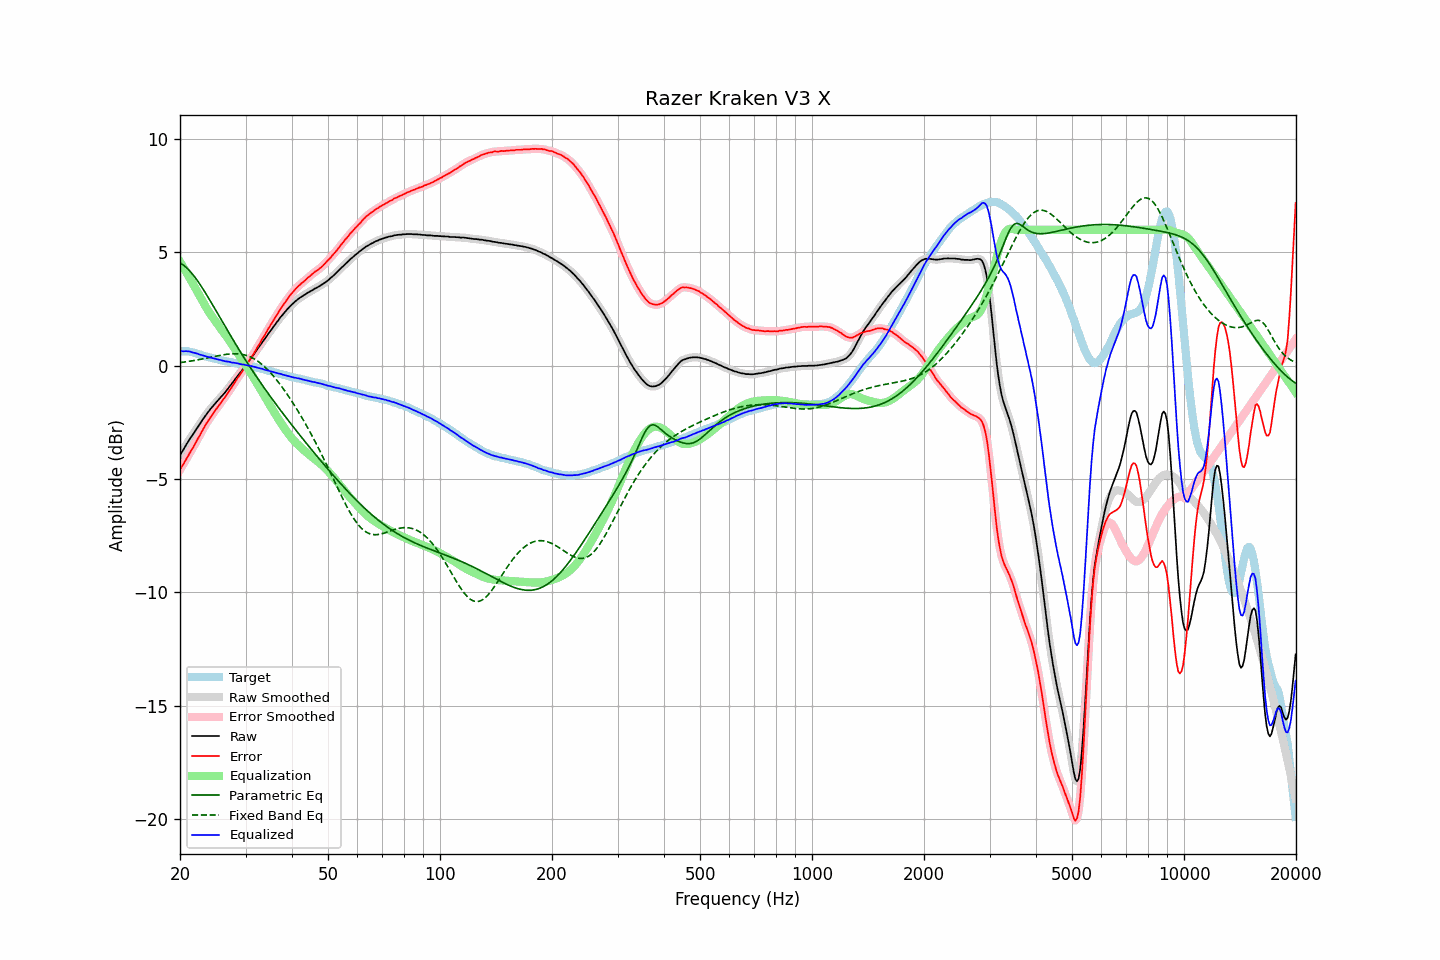 Razer Kraken V3 X
Amplitude (dBr)
10
5
0
−5
−10
−15
−20
Target
Raw Smoothed
Error Smoothed
Raw
Error
Equalization
Parametric Eq
Fixed Band Eq
Equalized
20 50 100 200 500 1000 2000 5000 10000 20000
Frequency (Hz)